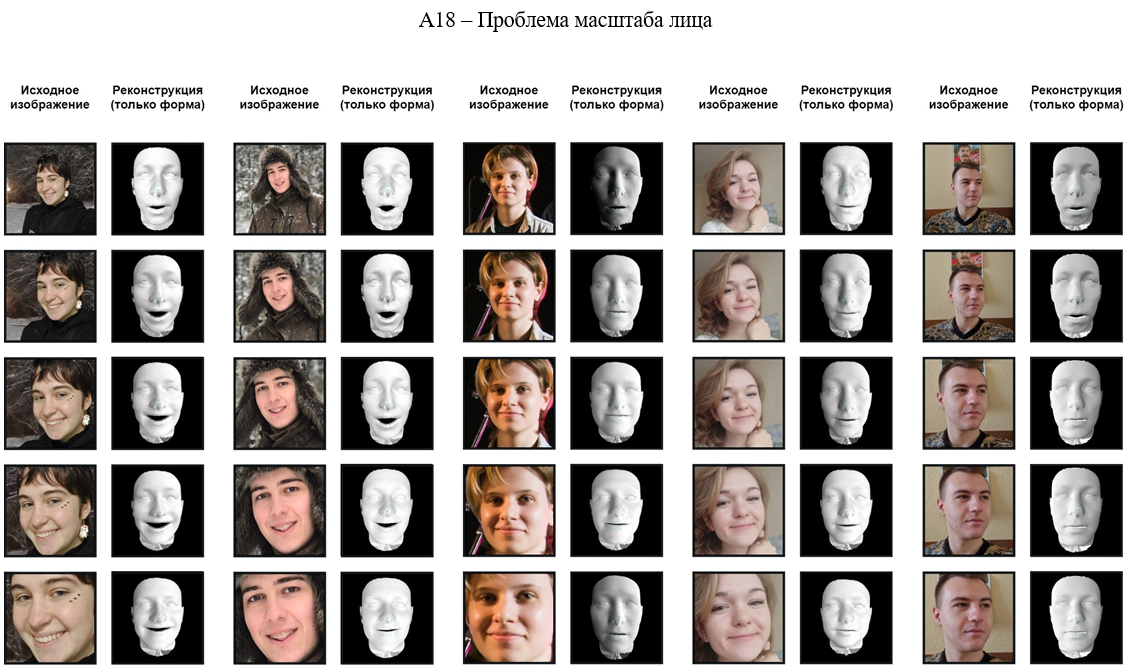 А18 – Проблема масштаба лица
Исходное изображение
Реконструкция (только форма)
Исходное изображение
Реконструкция (только форма)
Исходное изображение
Реконструкция (только форма)
Исходное изображение
Реконструкция (только форма)
Исходное изображение
Реконструкция (только форма)